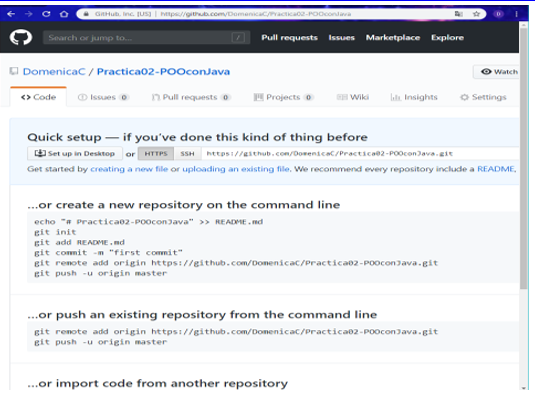 GitHub, Inc. [US] | https://github.com/DomenicaC/Practica02-POOconJava
Search or jump to... / Pull requests Issues Marketplace Explore
DomenicaC / Practica02-POOconJava Watch
Code Issues 0 Pull requests 0 Projects 0 Wiki Insights Settings
Quick setup — if you've done this kind of thing before
Set up in Desktop or HTTPS SSH https://github.com/DomenicaC/Practica02-POOconJava.git
Get started by creating a new file or uploading an existing file. We recommend every repository include a README,
...or create a new repository on the command line
echo "# Practica02-POOconJava" >> README.md
git init
git add README.md
git commit -m "first commit"
git remote add origin https://github.com/DomenicaC/Practica02-POOconJava.git
git push -u origin master
...or push an existing repository from the command line
git remote add origin https://github.com/DomenicaC/Practica02-POOconJava.git
git push -u origin master
...or import code from another repository